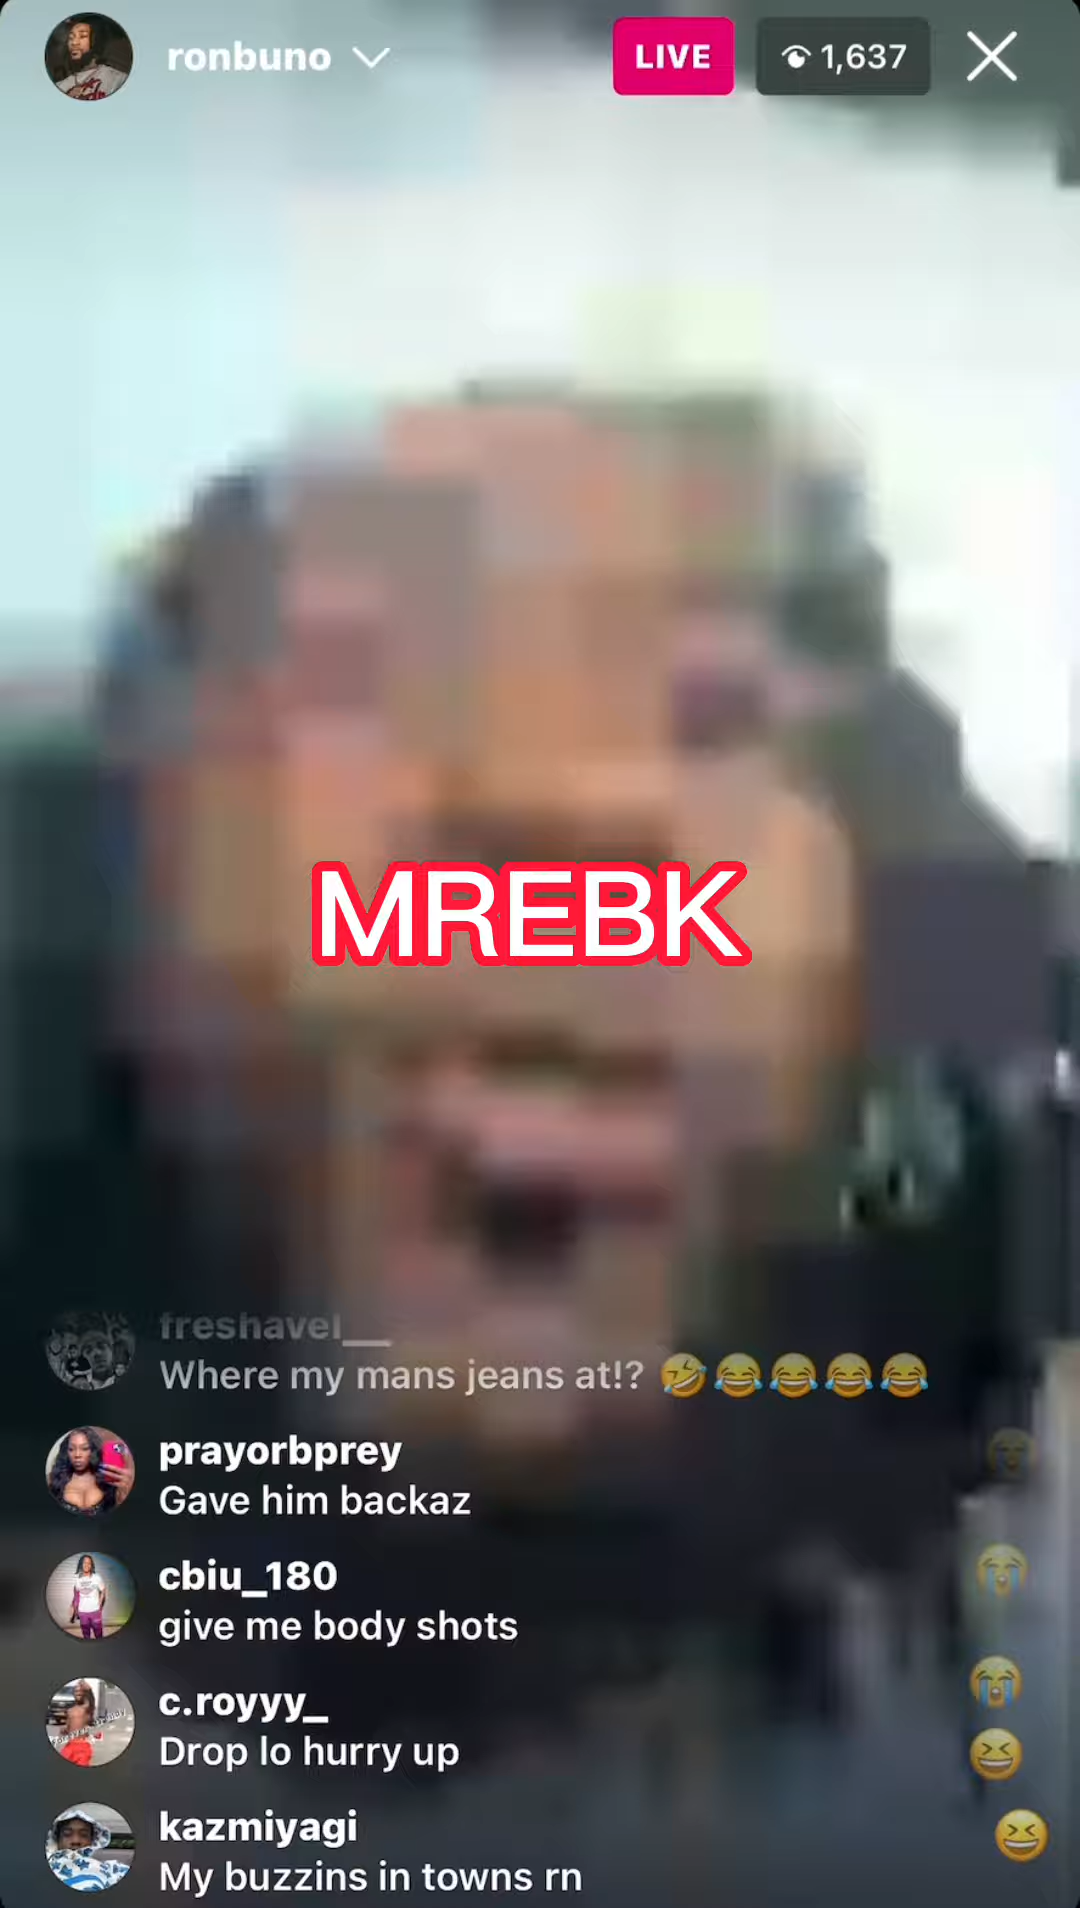 ronbuno
LIVE
1,637
MREBK
freshavel__
Where my mans jeans at!? 🤣😂😂😂😂
prayorbprey
Gave him backaz
cbiu_180
give me body shots
c.royyy_
Drop lo hurry up
kazmiyagi
My buzzins in towns rn